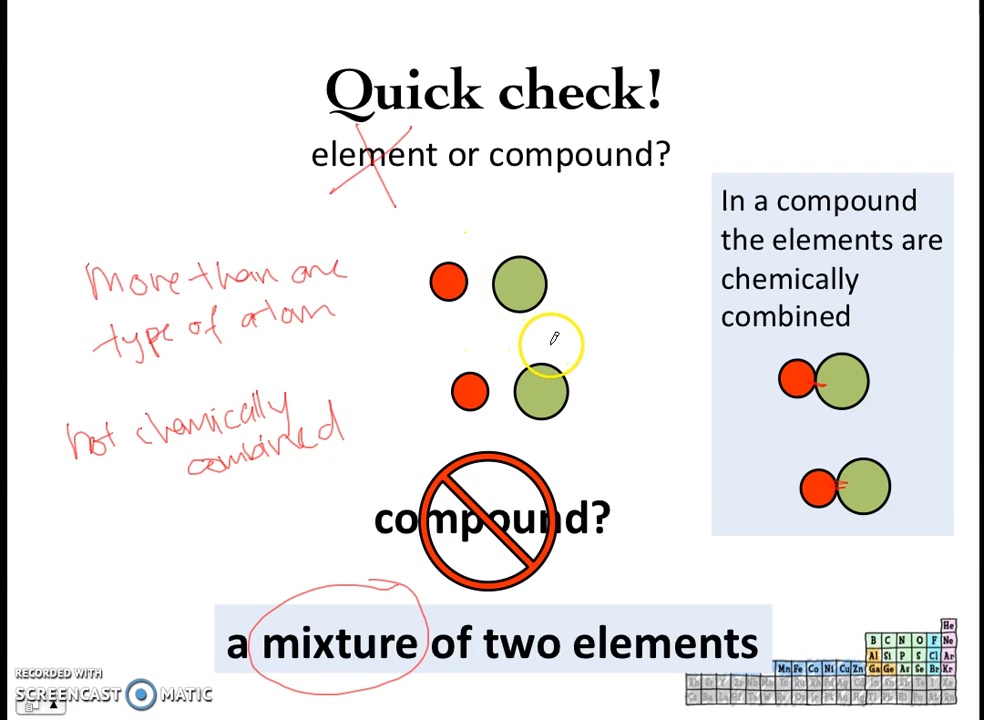 Quick check!
element or compound?
More than one
type of atom
not chemically
combined
In a compound
the elements are
chemically
combined
compound?
a mixture of two elements
He
B C N O F Ne
Al Si P S Cl Ar
Mn Fe Co Ni Cu Zn Ga Ge As Se Br Kr
RECORDED WITH
SCREENCAST MATIC